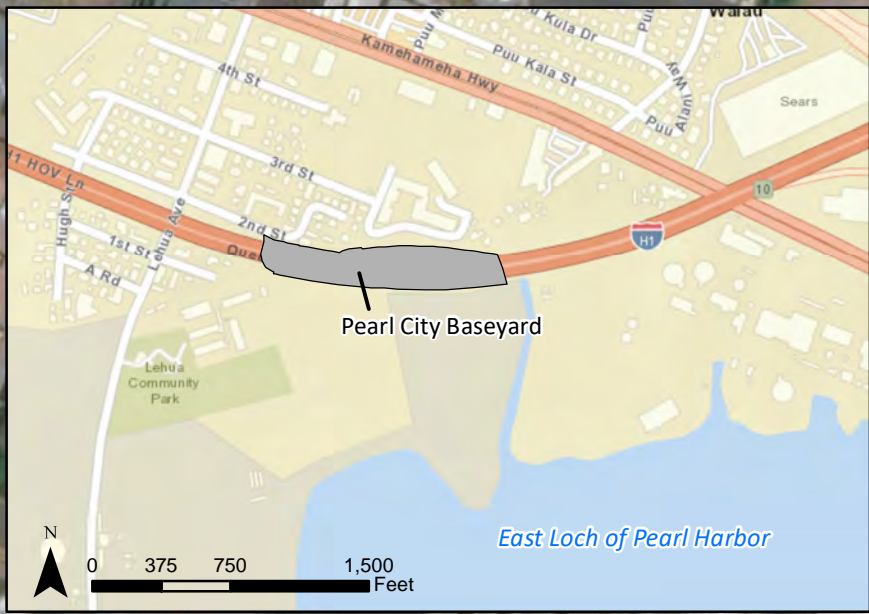 Waiau
Puu
Puu
Kula Dr
Puu Kala St
Kamehameha Hwy
Puu
Alani
Way
Sears
4th St
3rd St
H1 HOV Ln
2nd St
10
H1
Hugh St
Lehua Ave
1st St
A Rd
Pearl City Baseyard
Lehua
Community
Park
East Loch of Pearl Harbor
N
0 375 750 1,500
Feet